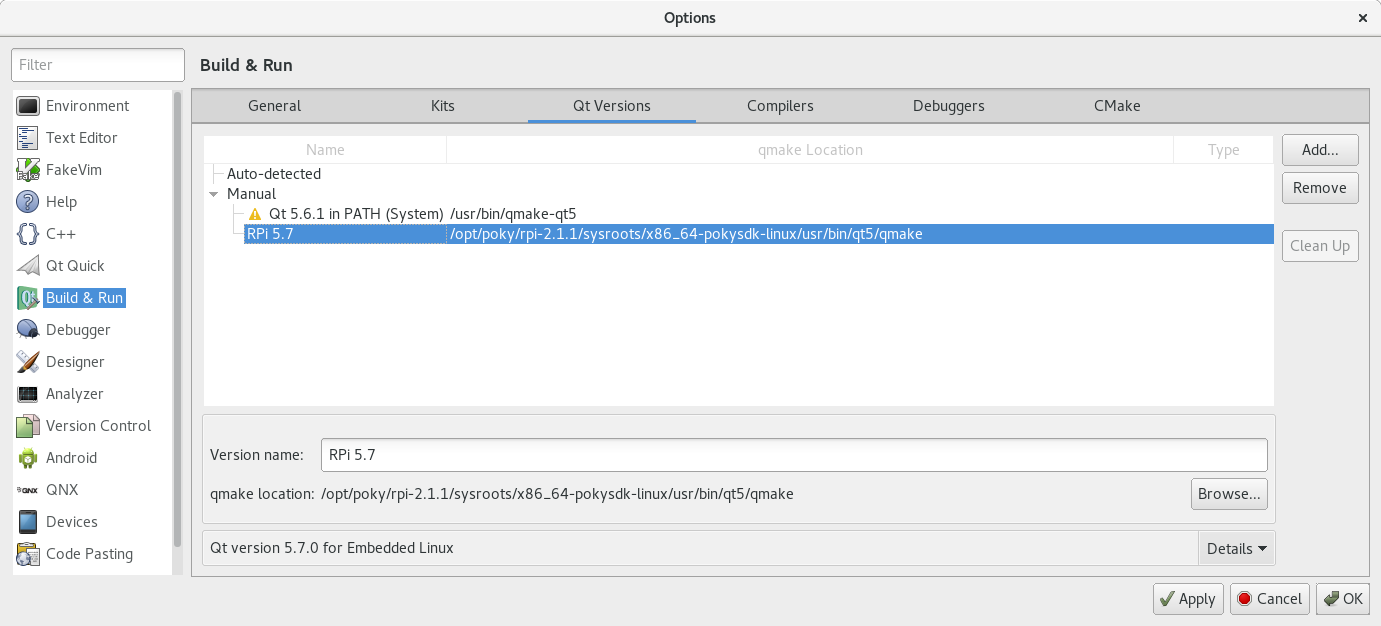 Options
Filter
Build & Run
Environment
Text Editor
FakeVim
Help
C++
Qt Quick
Build & Run
Debugger
Designer
Analyzer
Version Control
Android
QNX
Devices
Code Pasting
General Kits Qt Versions Compilers Debuggers CMake
Name qmake Location Type
Auto-detected
Manual
Qt 5.6.1 in PATH (System) /usr/bin/qmake-qt5
RPi 5.7 /opt/poky/rpi-2.1.1/sysroots/x86_64-pokysdk-linux/usr/bin/qt5/qmake
Add...
Remove
Clean Up
Version name: RPi 5.7
qmake location: /opt/poky/rpi-2.1.1/sysroots/x86_64-pokysdk-linux/usr/bin/qt5/qmake Browse...
Qt version 5.7.0 for Embedded Linux Details
Apply Cancel OK